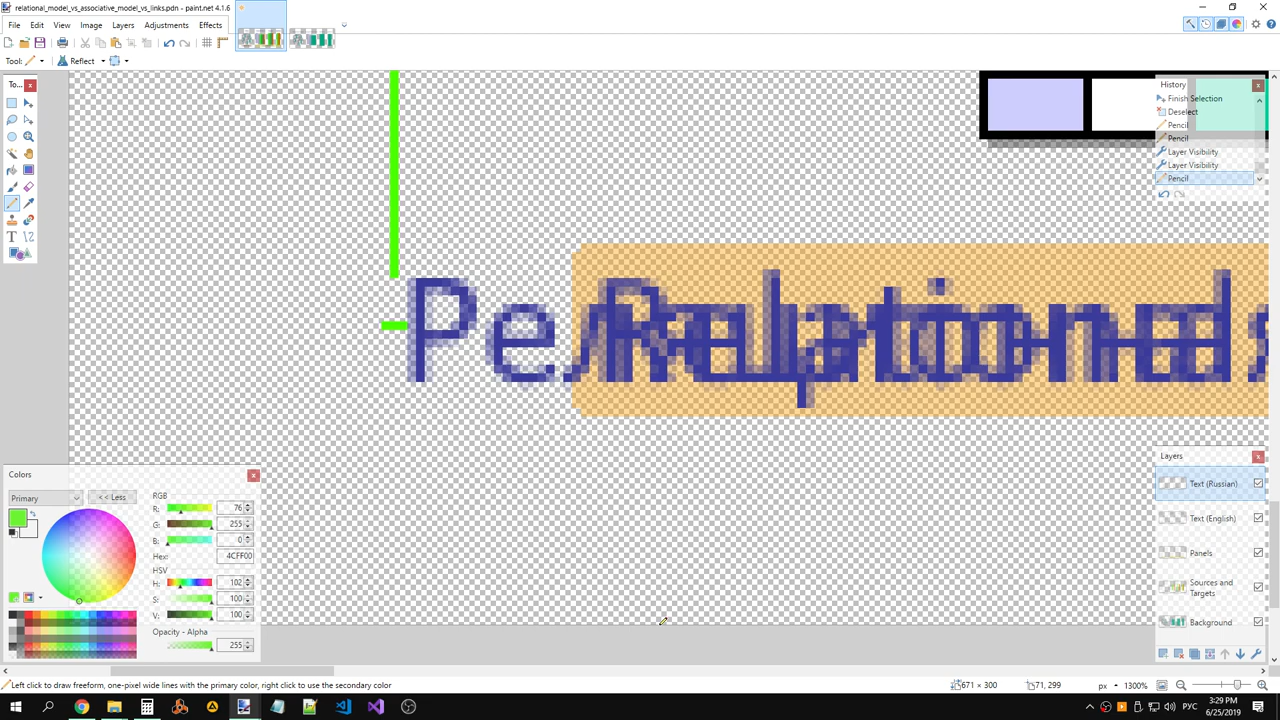 relational_model_vs_associative_model_vs_links.pdn - paint.net 4.1.6
File Edit View Image Layers Adjustments Effects
Tool: Reflect
To...
History
Finish Selection
Deselect
Pencil
Pencil
Layer Visibility
Layer Visibility
Pencil
Colors
Primary
<< Less
RGB
R: 76
G: 255
B: 0
Hex: 4CFF00
HSV
H: 102
S: 100
V: 100
Opacity - Alpha
255
Layers
Text (Russian)
Text (English)
Panels
Sources and
Targets
Background
Left click to draw freeform, one-pixel wide lines with the primary color, right click to use the secondary color
671 × 300
71, 299
px
1300%
РУС
3:29 PM
6/25/2019